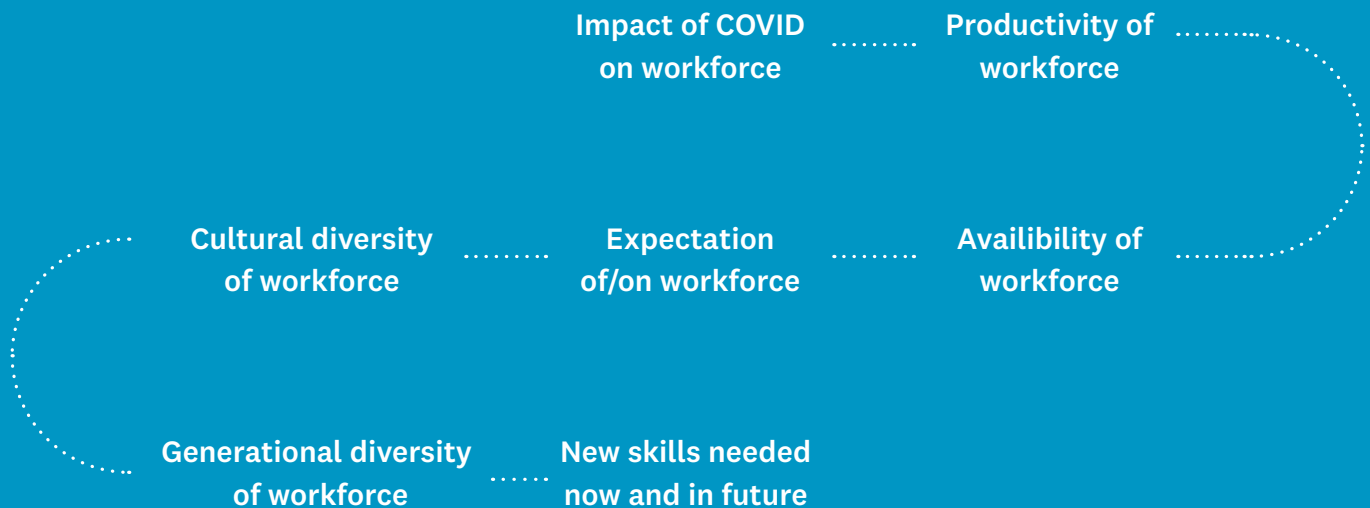 Impact of COVID
on workforce
Productivity of
workforce
Availibility of
workforce
Expectation
of/on workforce
Cultural diversity
of workforce
Generational diversity
of workforce
New skills needed
now and in future